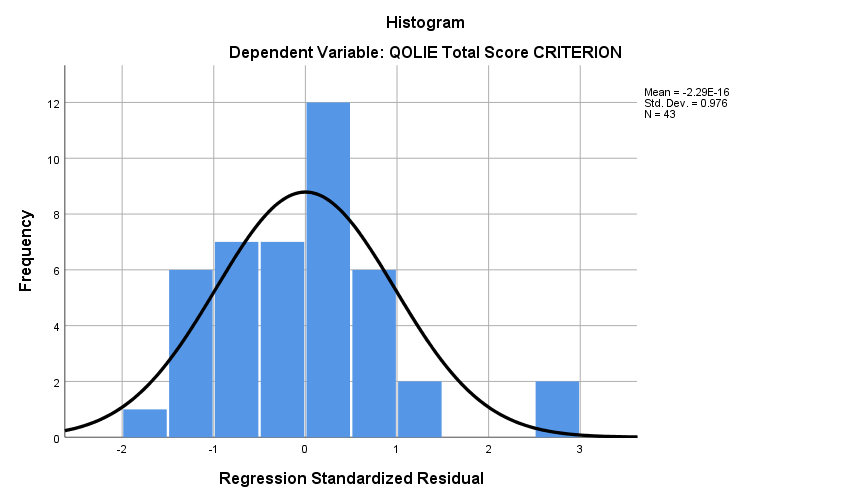 Histogram
Dependent Variable: QOLIE Total Score CRITERION
Mean = -2.29E-16
Std. Dev. = 0.976
N = 43
Frequency
12
10
8
6
4
2
0
-2 -1 0 1 2 3
Regression Standardized Residual